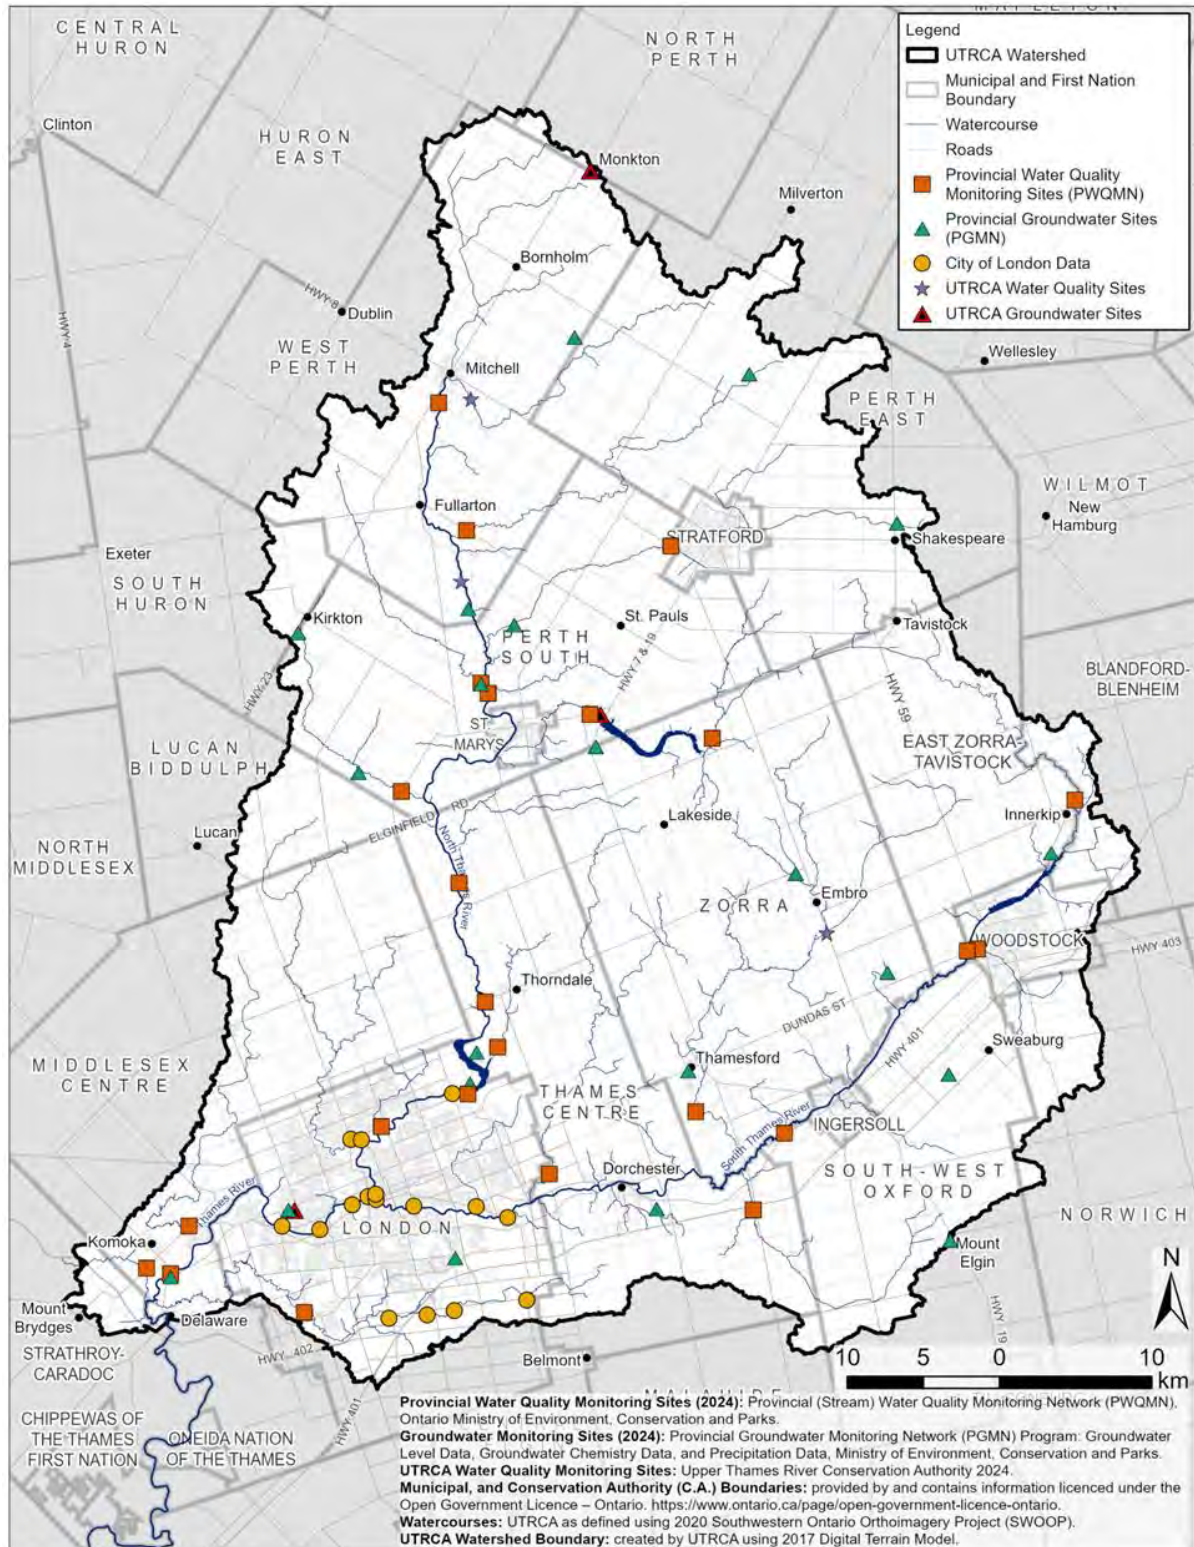 CENTRAL
HURON
NORTH
PERTH
Clinton
HURON
EAST
Monkton
Milverton
Bornholm
HWY-8
Dublin
HWY-4
WEST
PERTH
Mitchell
Wellesley
PERTH
EAST
WILMOT
New
Hamburg
Fullarton
STRATFORD
Shakespeare
Exeter
SOUTH
HURON
Kirkton
St. Pauls
Tavistock
PERTH
SOUTH
HWY 7 & 19
HWY-23
BLANDFORD-
BLENHEIM
HWY 59
ST.
MARYS
EAST ZORRA-
TAVISTOCK
LUCAN
BIDDULPH
ELGINFIELD RD
Innerkip
Lakeside
Lucan
NORTH
MIDDLESEX
North Thames River
ZORRA
Embro
WOODSTOCK
HWY 403
Thorndale
DUNDAS ST
HWY 401
Sweaburg
MIDDLESEX
CENTRE
Thamesford
THAMES
CENTRE
INGERSOLL
South Thames River
Dorchester
SOUTH-WEST
OXFORD
Thames River
LONDON
NORWICH
Komoka
Mount
Elgin
Mount
Brydges
Delaware
HWY 19
STRATHROY-
CARADOC
HWY 402
Belmont
HWY-401
CHIPPEWAS OF
THE THAMES
FIRST NATION
ONEIDA NATION
OF THE THAMES
Legend
UTRCA Watershed
Municipal and First Nation
Boundary
Watercourse
Roads
Provincial Water Quality
Monitoring Sites (PWQMN)
Provincial Groundwater Sites
(PGMN)
City of London Data
UTRCA Water Quality Sites
UTRCA Groundwater Sites
N
10 5 0 10
km
Provincial Water Quality Monitoring Sites (2024): Provincial (Stream) Water Quality Monitoring Network (PWQMN).
Ontario Ministry of Environment, Conservation and Parks.
Groundwater Monitoring Sites (2024): Provincial Groundwater Monitoring Network (PGMN) Program: Groundwater
Level Data, Groundwater Chemistry Data, and Precipitation Data, Ministry of Environment, Conservation and Parks.
UTRCA Water Quality Monitoring Sites: Upper Thames River Conservation Authority 2024.
Municipal, and Conservation Authority (C.A.) Boundaries: provided by and contains information licenced under the
Open Government Licence – Ontario. https://www.ontario.ca/page/open-government-licence-ontario.
Watercourses: UTRCA as defined using 2020 Southwestern Ontario Orthoimagery Project (SWOOP).
UTRCA Watershed Boundary: created by UTRCA using 2017 Digital Terrain Model.